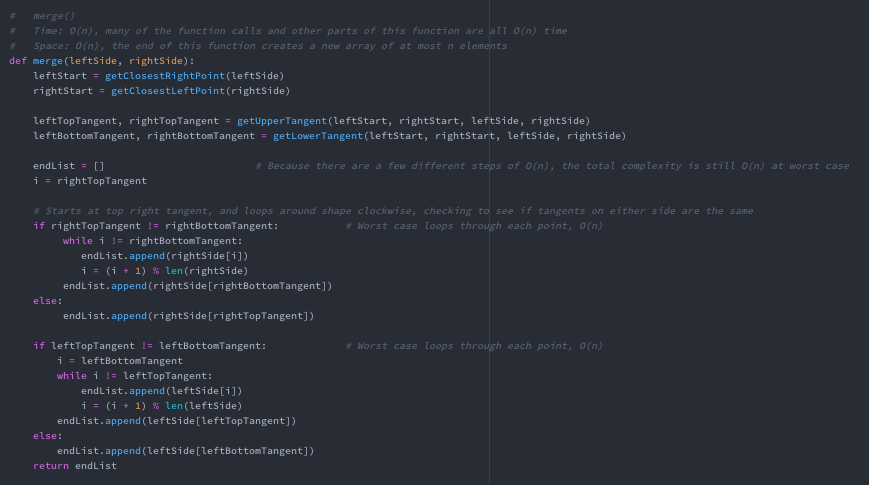 #   merge()
#   Time: O(n), many of the function calls and other parts of this function are all O(n) time
#   Space: O(n), the end of this function creates a new array of at most n elements
def merge(leftSide, rightSide):
    leftStart = getClosestRightPoint(leftSide)
    rightStart = getClosestLeftPoint(rightSide)

    leftTopTangent, rightTopTangent = getUpperTangent(leftStart, rightStart, leftSide, rightSide)
    leftBottomTangent, rightBottomTangent = getLowerTangent(leftStart, rightStart, leftSide, rightSide)

    endList = []                         # Because there are a few different steps of O(n), the total complexity is still O(n) at worst case
    i = rightTopTangent

    # Starts at top right tangent, and loops around shape clockwise, checking to see if tangents on either side are the same
    if rightTopTangent != rightBottomTangent:           # Worst case loops through each point, O(n)
         while i != rightBottomTangent:
            endList.append(rightSide[i])
            i = (i + 1) % len(rightSide)
         endList.append(rightSide[rightBottomTangent])
    else:
         endList.append(rightSide[rightTopTangent])

    if leftTopTangent != leftBottomTangent:             # Worst case loops through each point, O(n)
        i = leftBottomTangent
        while i != leftTopTangent:
            endList.append(leftSide[i])
            i = (i + 1) % len(leftSide)
        endList.append(leftSide[leftTopTangent])
    else:
        endList.append(leftSide[leftBottomTangent])
    return endList